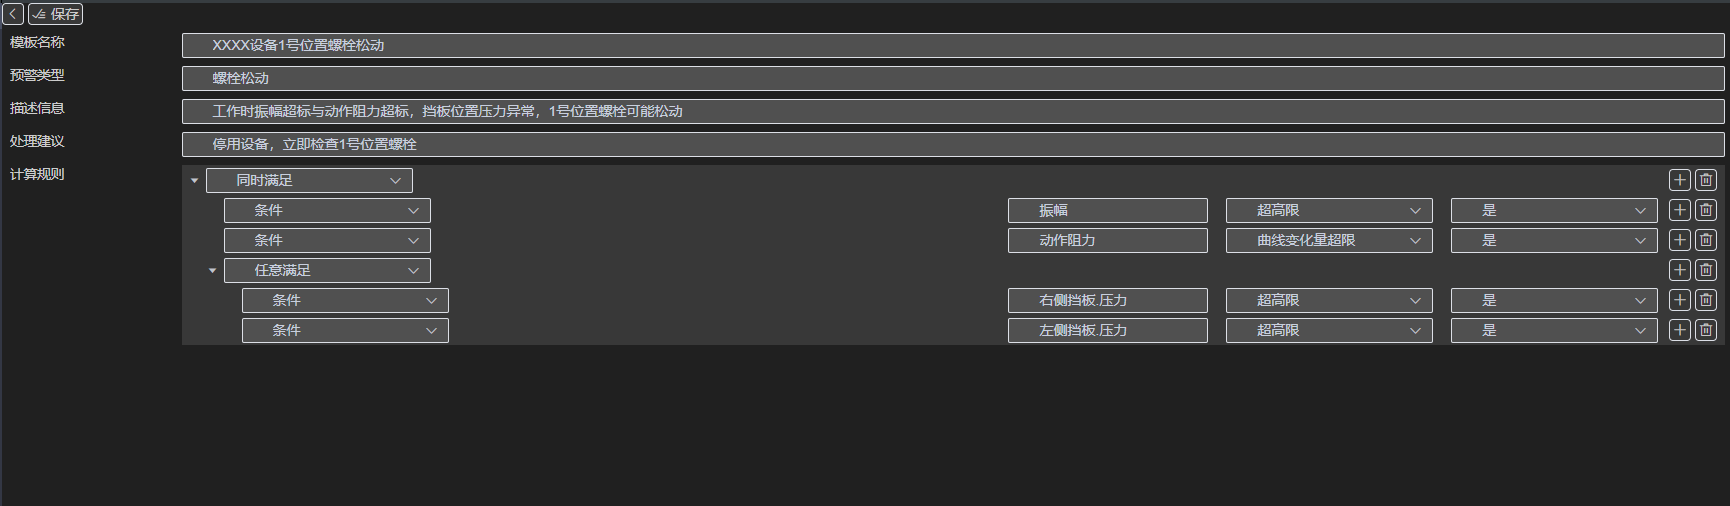 保存
模板名称 XXXX设备1号位置螺栓松动
预警类型 螺栓松动
描述信息 工作时振幅超标与动作阻力超标，挡板位置压力异常，1号位置螺栓可能松动
处理建议 停用设备，立即检查1号位置螺栓
计算规则 同时满足
条件 振幅 超高限 是
条件 动作阻力 曲线变化量超限 是
任意满足
条件 右侧挡板.压力 超高限 是
条件 左侧挡板.压力 超高限 是